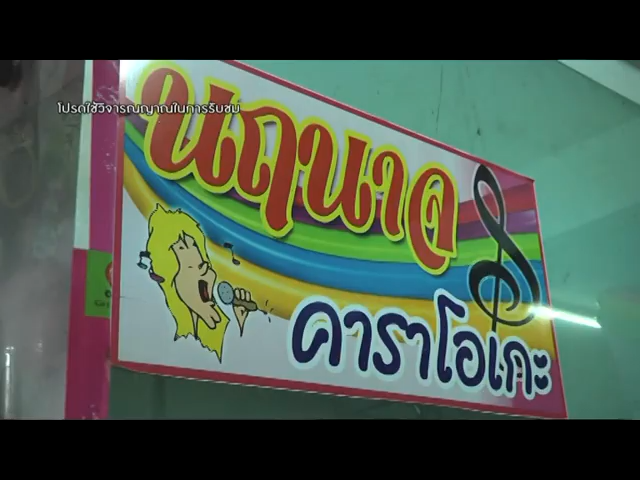 โปรดใช้วิจารณญาณในการรับชม
นฤนาจ
คาราโอเกะ